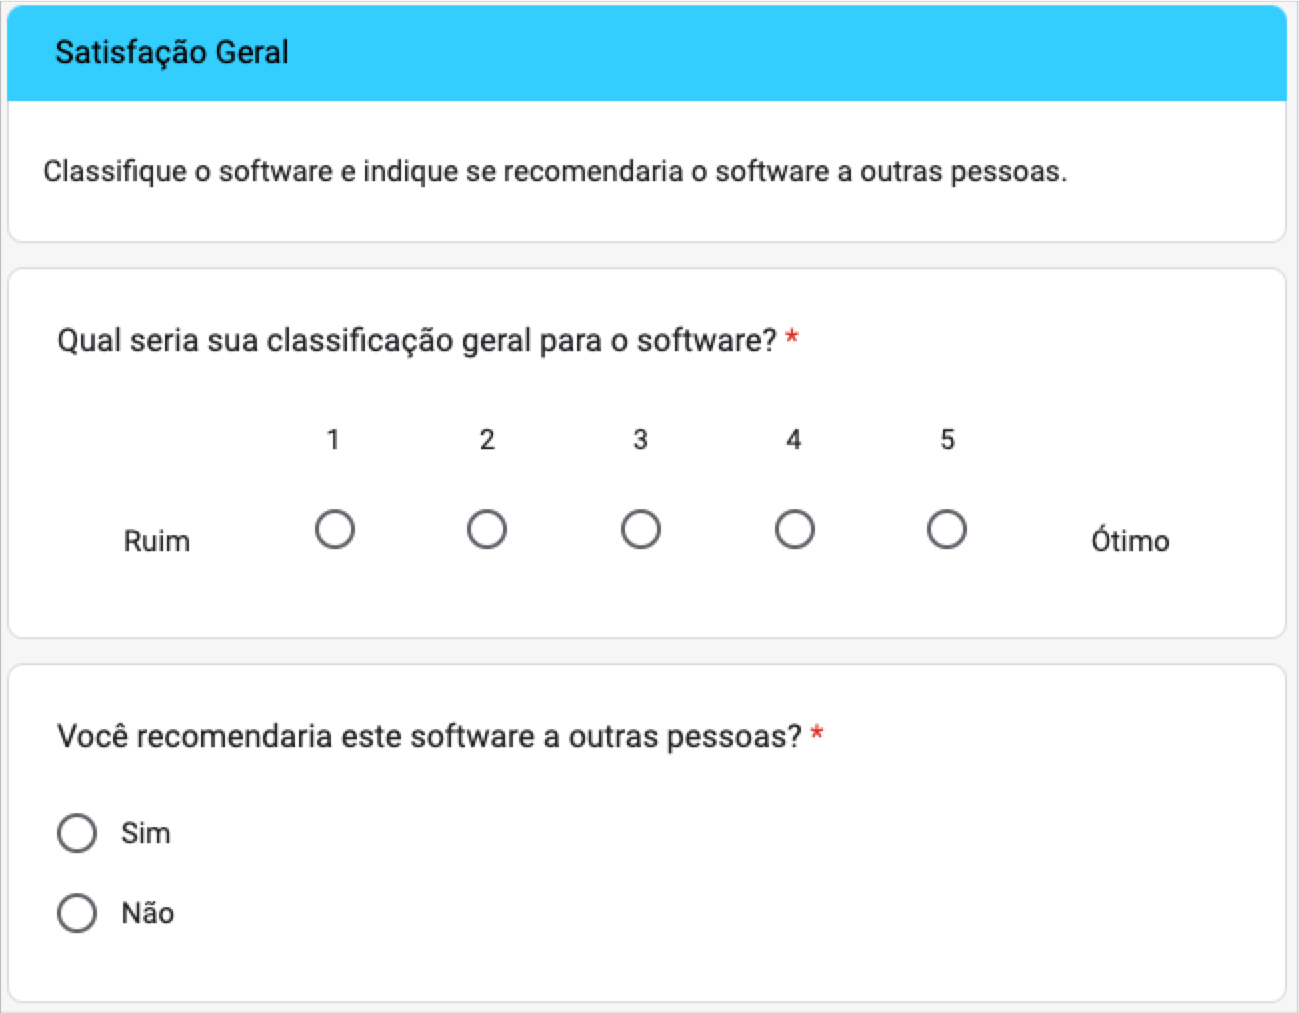 Satisfação Geral
Classifique o software e indique se recomendaria o software a outras pessoas.
Qual seria sua classificação geral para o software? *
1 2 3 4 5
Ruim Ótimo
Você recomendaria este software a outras pessoas? *
Sim
Não